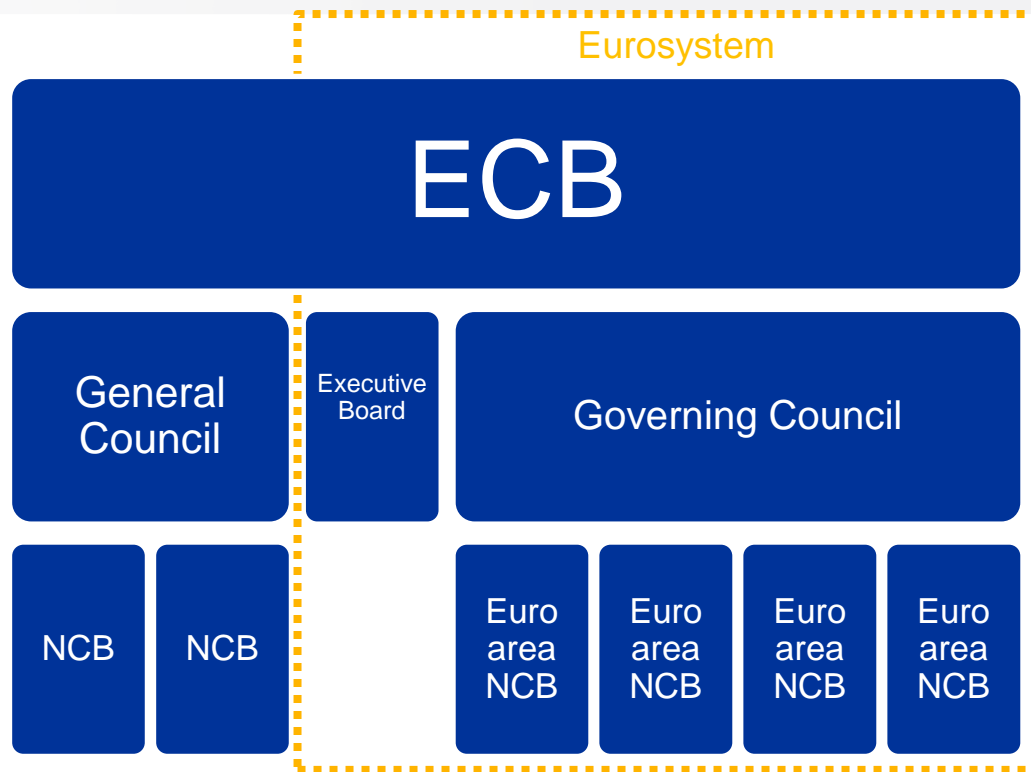 Eurosystem
ECB
General
Council
Executive
Board
Governing Council
NCB
NCB
Euro
area
NCB
Euro
area
NCB
Euro
area
NCB
Euro
area
NCB